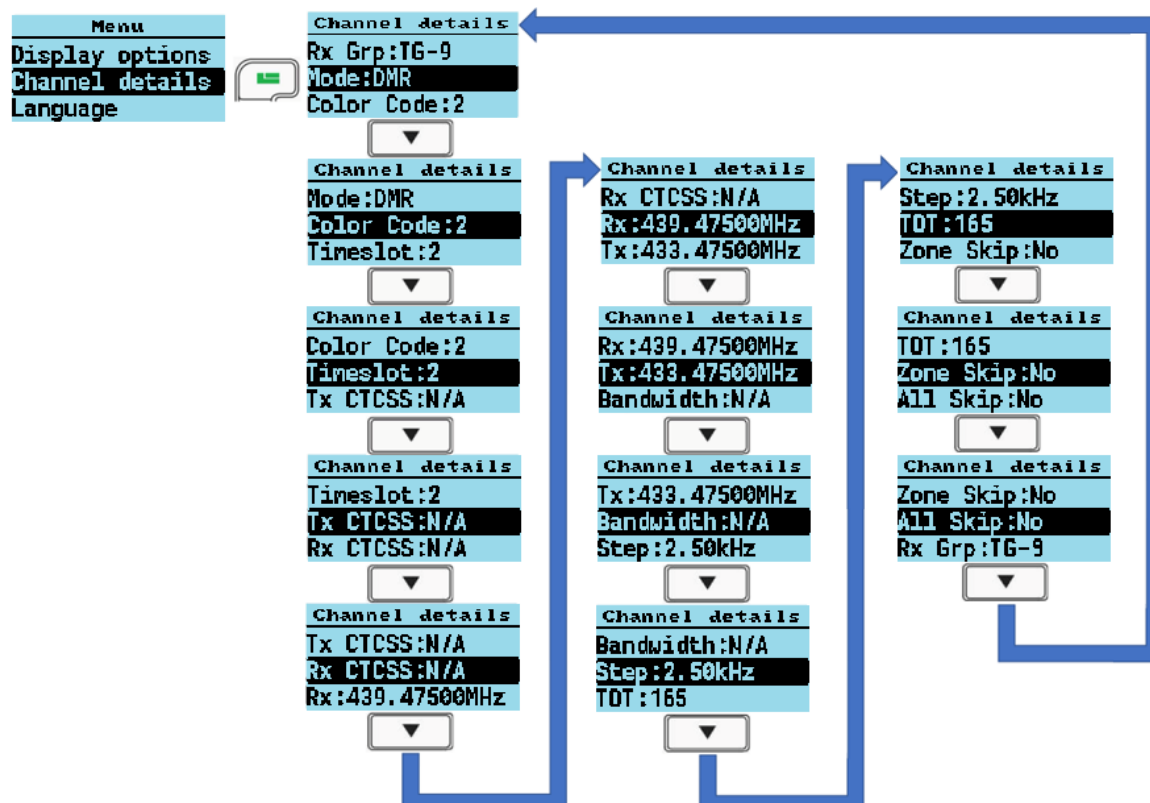 Menu
Display options
Channel details
Language
Channel details
Rx Grp:TG-9
Mode:DMR
Color Code:2
Channel details
Mode:DMR
Color Code:2
Timeslot:2
Channel details
Color Code:2
Timeslot:2
Tx CTCSS:N/A
Channel details
Timeslot:2
Tx CTCSS:N/A
Rx CTCSS:N/A
Channel details
Tx CTCSS:N/A
Rx CTCSS:N/A
Rx:439.47500MHz
Channel details
Rx CTCSS:N/A
Rx:439.47500MHz
Tx:433.47500MHz
Channel details
Rx:439.47500MHz
Tx:433.47500MHz
Bandwidth:N/A
Channel details
Tx:433.47500MHz
Bandwidth:N/A
Step:2.50kHz
Channel details
Bandwidth:N/A
Step:2.50kHz
TOT:165
Channel details
Step:2.50kHz
TOT:165
Zone Skip:No
Channel details
TOT:165
Zone Skip:No
All Skip:No
Channel details
Zone Skip:No
All Skip:No
Rx Grp:TG-9